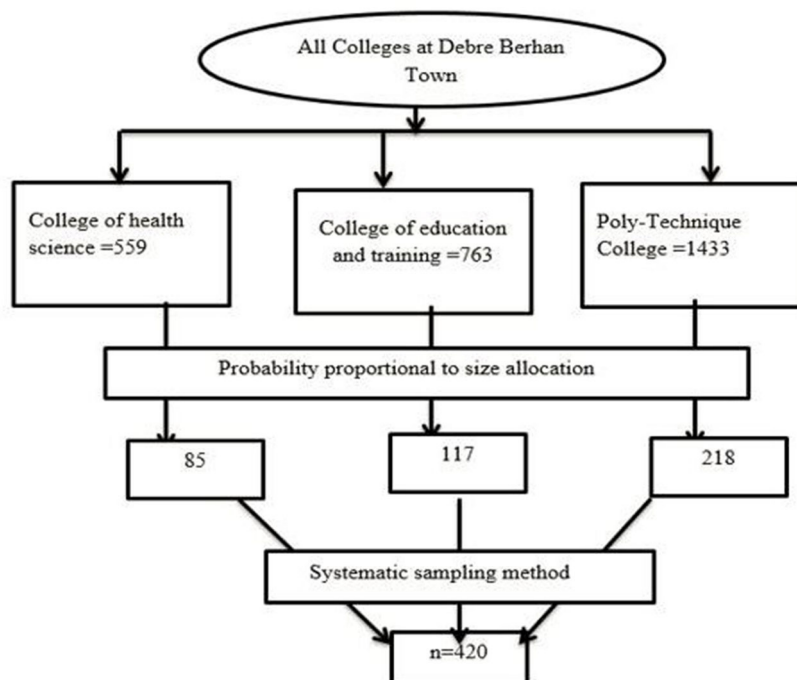 All Colleges at Debre Berhan
Town
College of health
science =559
College of education
and training =763
Poly-Technique
College =1433
Probability proportional to size allocation
85
117
218
Systematic sampling method
n=420